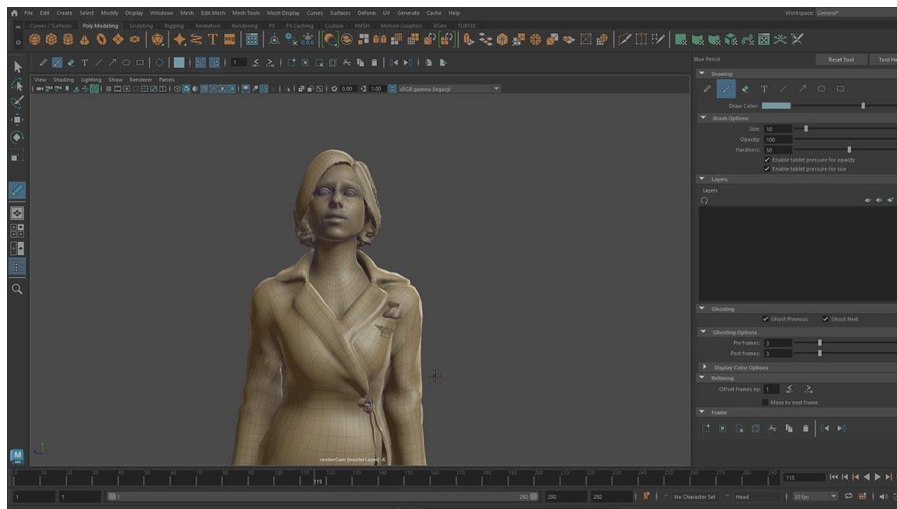 File Edit Create Select Modify Display Windows Mesh Edit Mesh Mesh Tools Mesh Display Curves Surfaces Deform UV Generate Cache Help Workspace: General*
Curves / Surfaces Poly Modeling Sculpting Rigging Animation Rendering FX FX Caching Custom MASH Motion Graphics XGen TURTLE
1
Blue Pencil Reset Tool Tool He
View Shading Lighting Show Renderer Panels
0.00 1.00 sRGB gamma (legacy)
Drawing
Draw Color:
Brush Options
Size: 10
Opacity: 100
Hardness: 50
Enable tablet pressure for opacity
Enable tablet pressure for size
Layers
Layers
Ghosting
Ghost Previous Ghost Next
Ghosting Options
Pre frames: 3
Post frames: 3
Display Color Options
Retiming
Offset frames by: 1
Move to next frame
Frame
renderCam (masterLayer)
115
115
1 1 1 292 292 292 No Character Set Head 30 fps